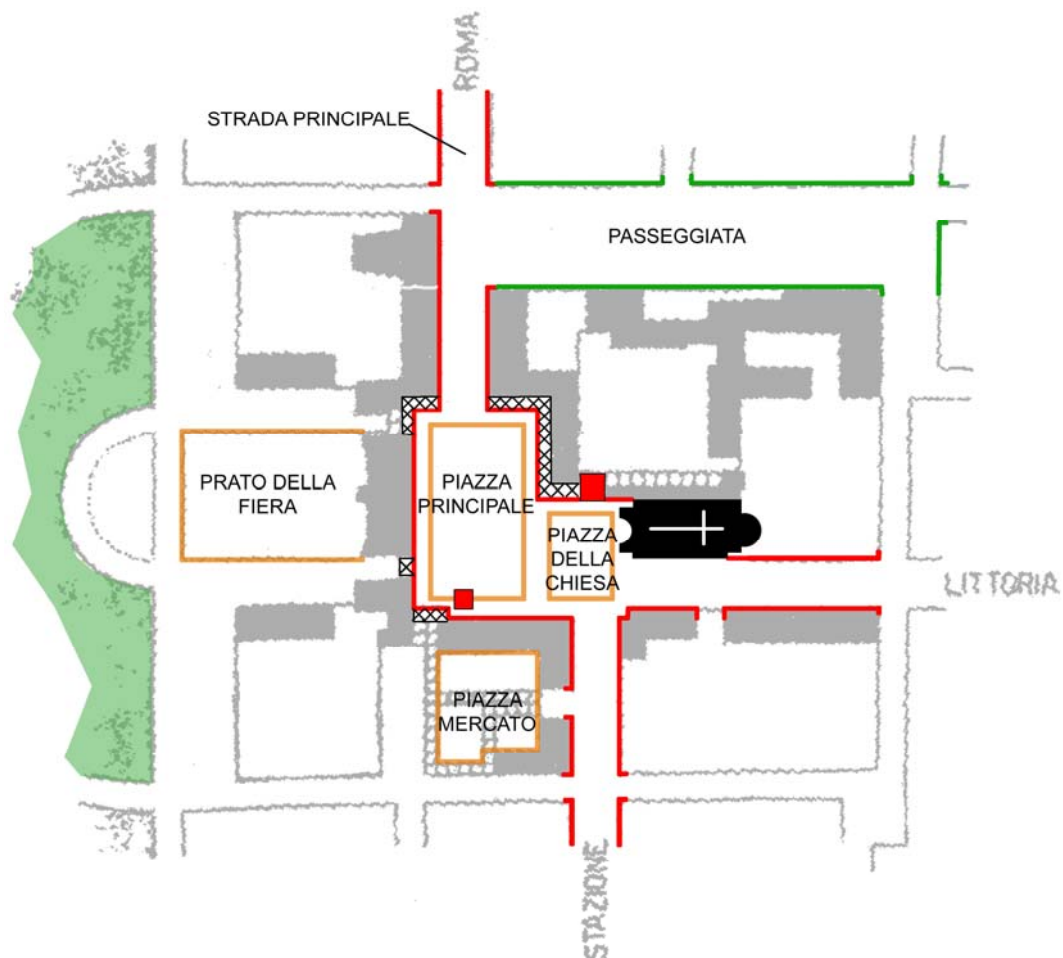 ROMA
STRADA PRINCIPALE
PASSEGGIATA
PRATO DELLA
FIERA
PIAZZA
PRINCIPALE
PIAZZA
DELLA
CHIESA
LITTORIA
PIAZZA
MERCATO
STAZIONE